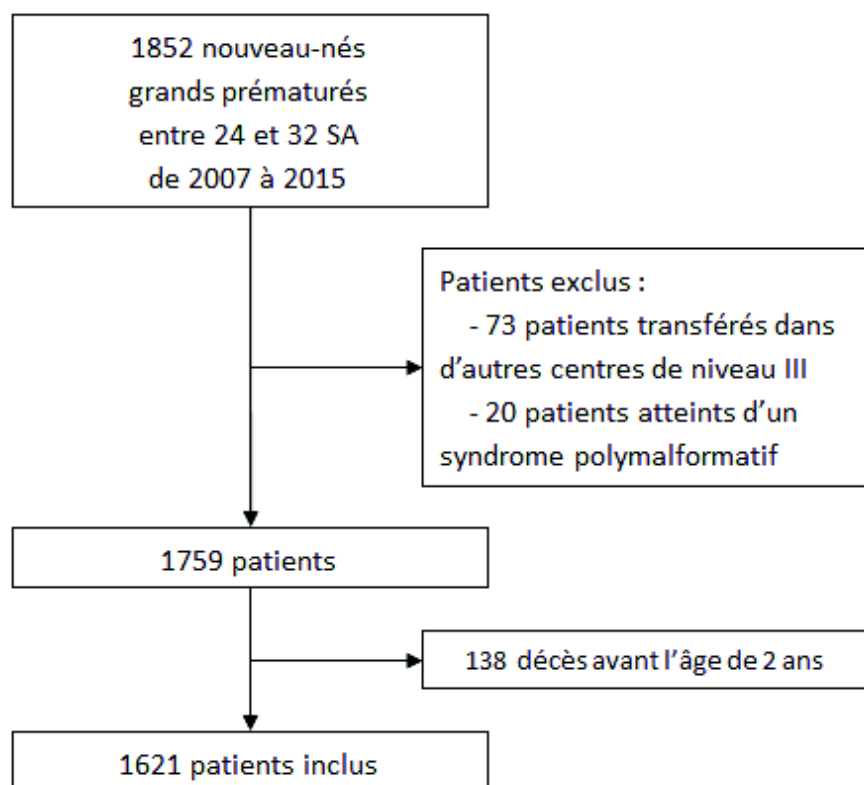 1852 nouveau-nés
grands prématurés
entre 24 et 32 SA
de 2007 à 2015
Patients exclus :
- 73 patients transférés dans
d'autres centres de niveau III
- 20 patients atteints d'un
syndrome polymalformatif
1759 patients
138 décès avant l'âge de 2 ans
1621 patients inclus